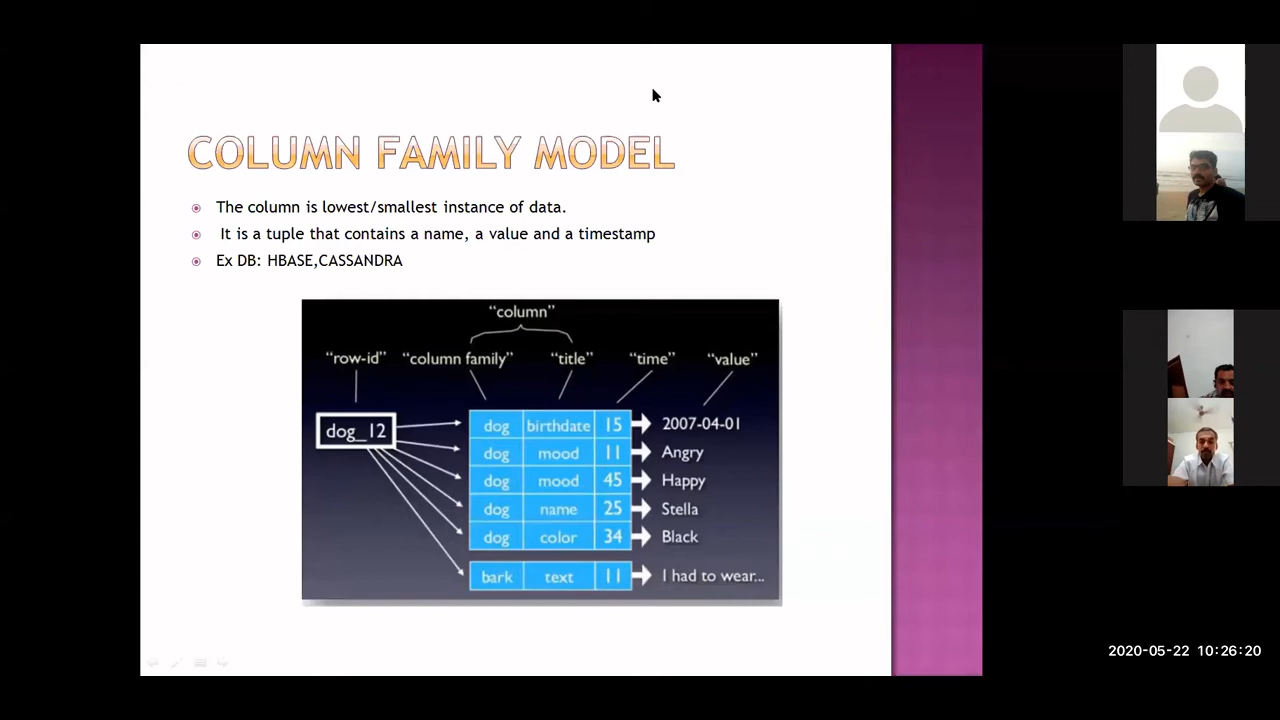 COLUMN FAMILY MODEL
The column is lowest/smallest instance of data.
It is a tuple that contains a name, a value and a timestamp
Ex DB: HBASE,CASSANDRA
“column”
“row-id” “column family” “title” “time” “value”
dog_12
dog birthdate 15 2007-04-01
dog mood 11 Angry
dog mood 45 Happy
dog name 25 Stella
dog color 34 Black
bark text 11 I had to wear...
2020-05-22 10:26:20